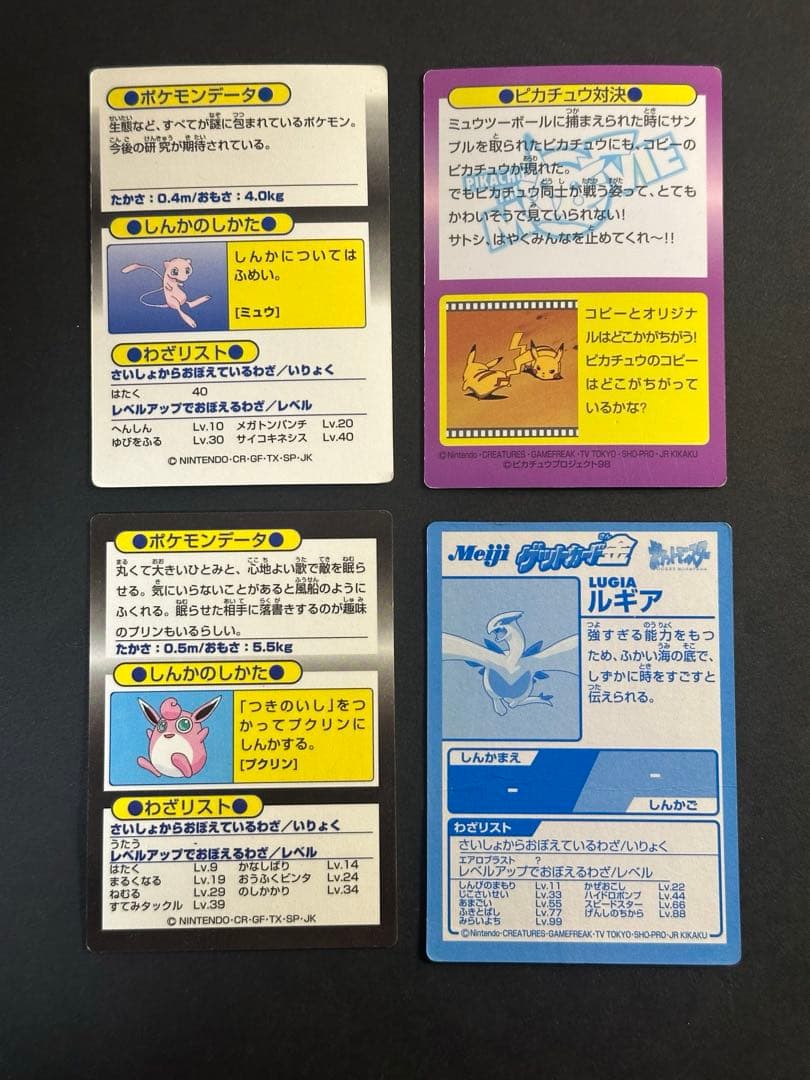 ●ポケモンデータ●
生態など、すべてが謎に包まれているポケモン。
今後の研究が期待されている。
たかさ：0.4m/おもさ：4.0kg
●しんかのしかた●
しんかについては
ふめい。
[ミュウ]
●わざリスト●
さいしょからおぼえているわざ/いりょく
はたく 40
レベルアップでおぼえるわざ/レベル
へんしん Lv.10 メガトンパンチ Lv.20
ゆびをふる Lv.30 サイコキネシス Lv.40
© NINTENDO・CR・GF・TX・SP・JK
●ピカチュウ対決●
ミュウツーボールに捕まえられた時にサン
プルを取られたピカチュウにも、コピーの
ピカチュウが現れた。
でもピカチュウ同士が戦う姿って、とても
かわいそうで見ていられない!
サトシ、はやくみんなを止めてくれ〜!!
コピーとオリジナ
ルはどこかがちがう!
ピカチュウのコピー
はどこがちがって
いるかな?
©Nintendo・CREATURES・GAMEFREAK・TV TOKYO・SHO-PRO・JR KIKAKU
©ピカチュウプロジェクト98
●ポケモンデータ●
丸くて大きいひとみと、心地よい歌で敵を眠ら
せる。気にいらないことがあると風船のように
ふくれる。眠らせた相手に落書きするのが趣味
のプリンもいるらしい。
たかさ：0.5m/おもさ：5.5kg
●しんかのしかた●
「つきのいし」をつ
かってプクリンに
しんかする。
[プクリン]
●わざリスト●
さいしょからおぼえているわざ/いりょく
うたう -
レベルアップでおぼえるわざ/レベル
はたく Lv.9 かなしばり Lv.14
まるくなる Lv.19 おうふくビンタ Lv.24
ねむる Lv.29 のしかかり Lv.34
すてみタックル Lv.39
© NINTENDO・CR・GF・TX・SP・JK
Meiji ゲットカード金 ポケットモンスター
LUGIA
ルギア
強すぎる能力をもつ
ため、ふかい海の底で、
しずかに時をすごすと
伝えられる。
しんかまえ
-
-
しんかご
わざリスト
さいしょからおぼえているわざ/いりょく
エアロブラスト ?
レベルアップでおぼえるわざ/レベル
しんぴのまもり Lv.11 かぜおこし Lv.22
じこさいせい Lv.33 ハイドロポンプ Lv.44
あまごい Lv.55 スピードスター Lv.66
ふきとばし Lv.77 げんしのちから Lv.88
みらいよち Lv.99
©Nintendo・CREATURES・GAMEFREAK・TV TOKYO・SHO-PRO・JR KIKAKU